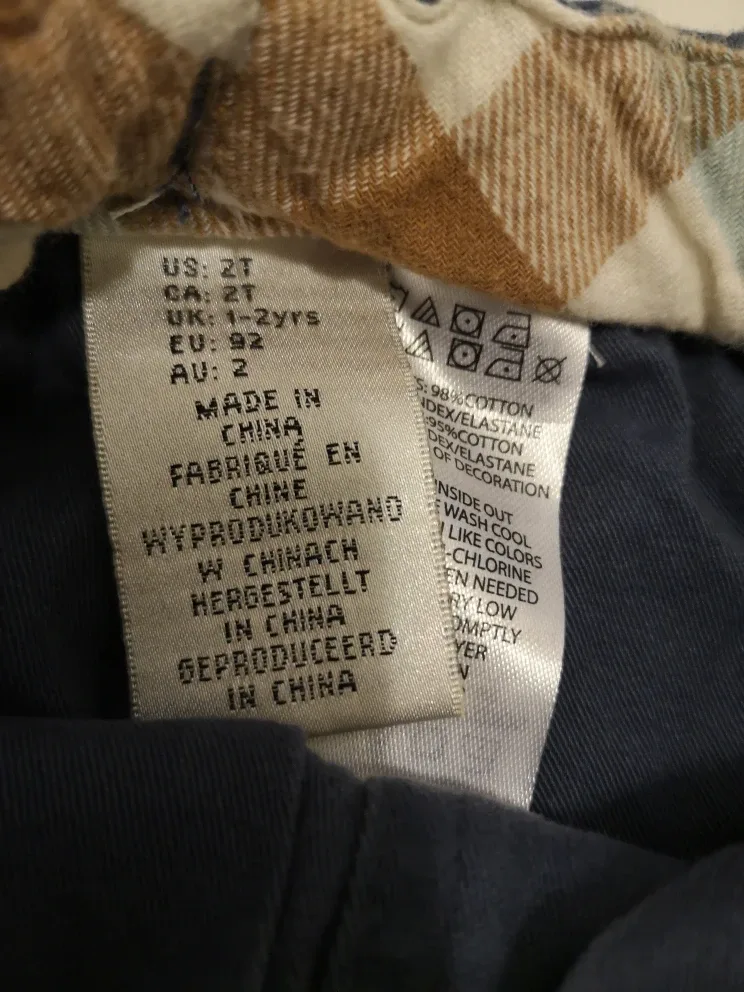 US: 2T
CA: 2T
UK: 1-2yrs
EU: 92
AU: 2
MADE IN
CHINA
FABRIQUÉ EN
CHINE
WYPRODUKOWANO
W CHINACH
HERGESTELLT
IN CHINA
GEPRODUCEERD
IN CHINA
98%COTTON
/ELASTANE
95%COTTON
/ELASTANE
OF DECORATION
INSIDE OUT
WASH COOL
LIKE COLORS
-CHLORINE
NEEDED
LOW